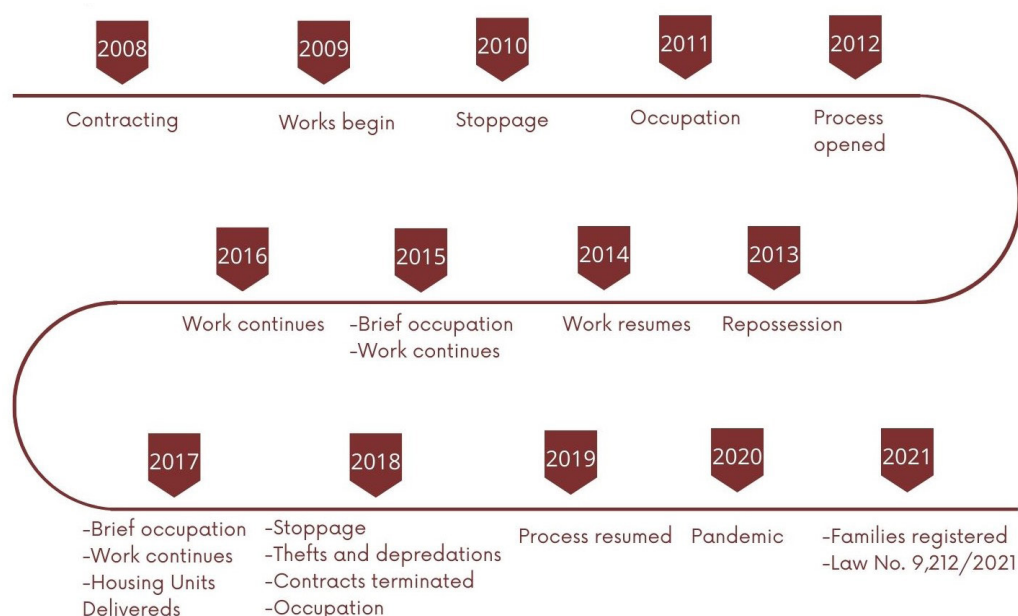 2008
2009
2010
2011
2012
Contracting
Works begin
Stoppage
Occupation
Process
opened
2016
2015
2014
2013
Work continues
-Brief occupation
-Work continues
Work resumes
Repossession
2017
2018
2019
2020
2021
-Brief occupation
-Work continues
-Housing Units
Delivereds
-Stoppage
-Thefts and depredations
-Contracts terminated
-Occupation
Process resumed
Pandemic
-Families registered
-Law No. 9,212/2021